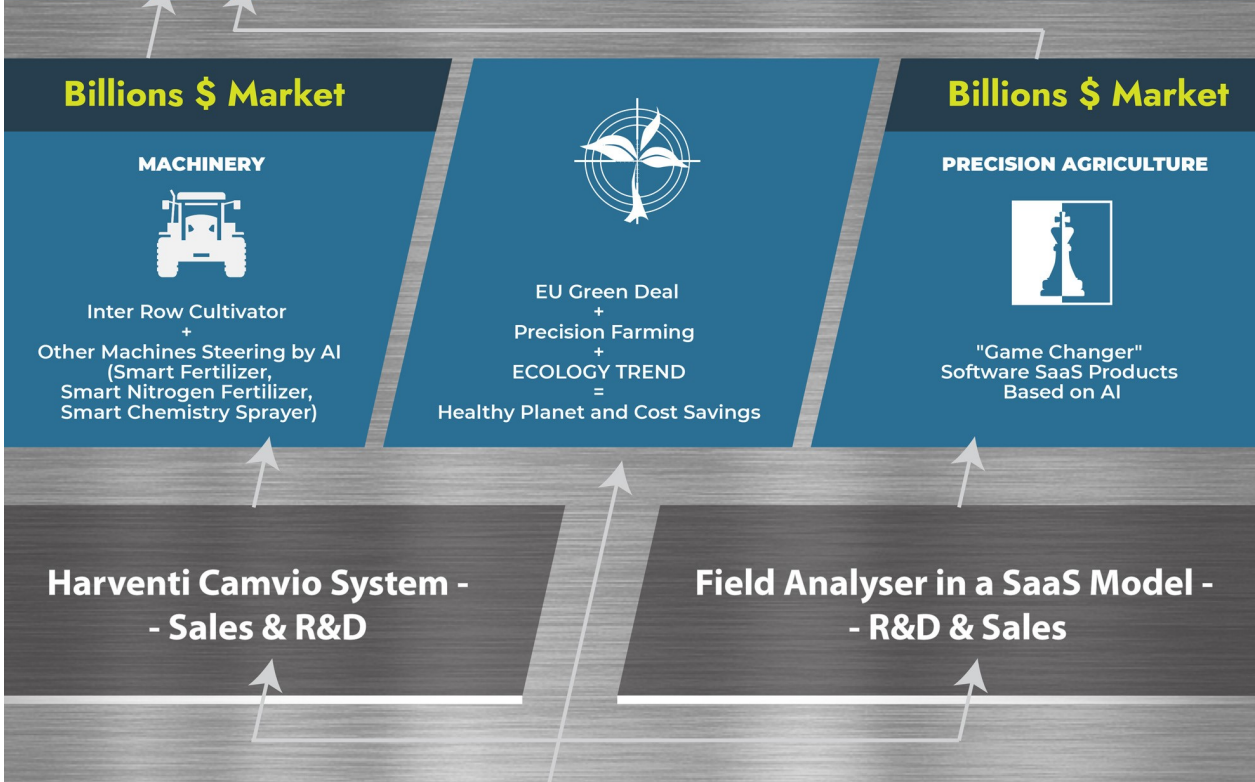 Billions $ Market
MACHINERY
Inter Row Cultivator
+
Other Machines Steering by AI
(Smart Fertilizer,
Smart Nitrogen Fertilizer,
Smart Chemistry Sprayer)
EU Green Deal
+
Precision Farming
+
ECOLOGY TREND
=
Healthy Planet and Cost Savings
Billions $ Market
PRECISION AGRICULTURE
"Game Changer"
Software SaaS Products
Based on AI
Harventi Camvio System -
- Sales & R&D
Field Analyser in a SaaS Model -
- R&D & Sales